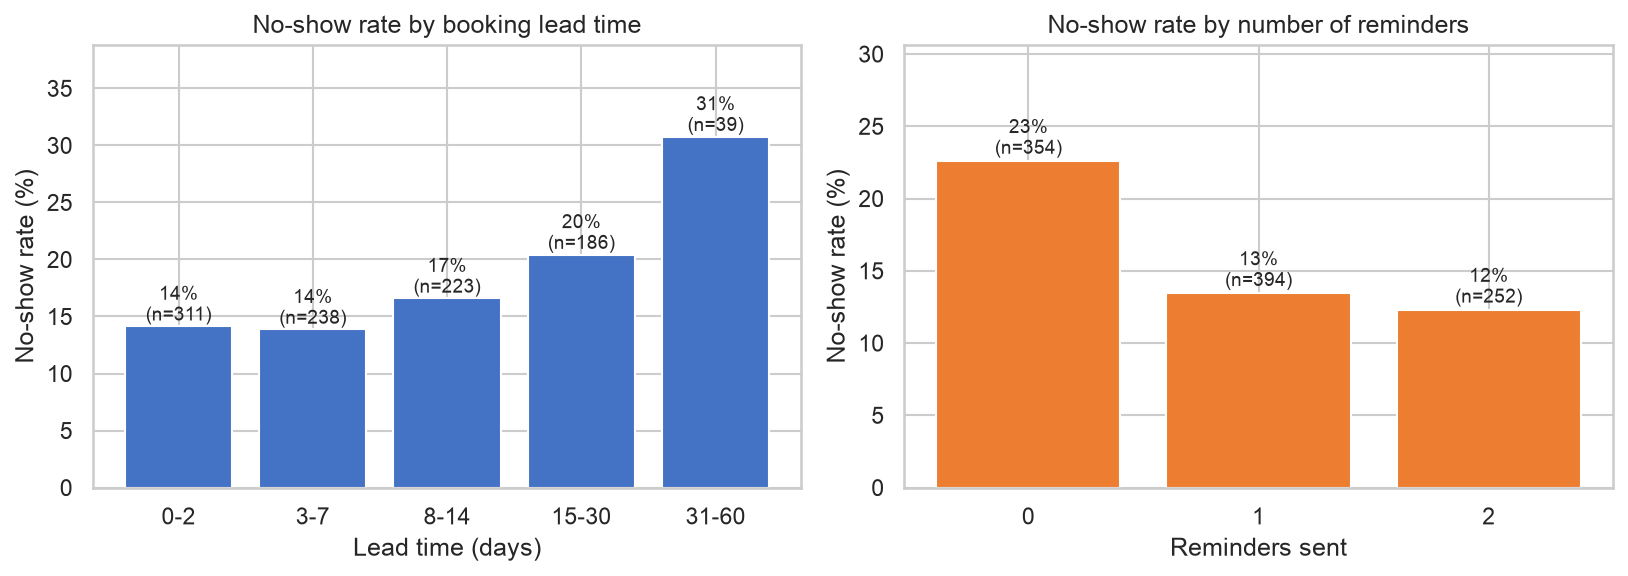 No-show rate by booking lead time
No-show rate (%)
35
30
25
20
15
10
5
0
14%
(n=311)
14%
(n=238)
17%
(n=223)
20%
(n=186)
31%
(n=39)
0-2
3-7
8-14
15-30
31-60
Lead time (days)
No-show rate by number of reminders
No-show rate (%)
30
25
20
15
10
5
0
23%
(n=354)
13%
(n=394)
12%
(n=252)
0
1
2
Reminders sent